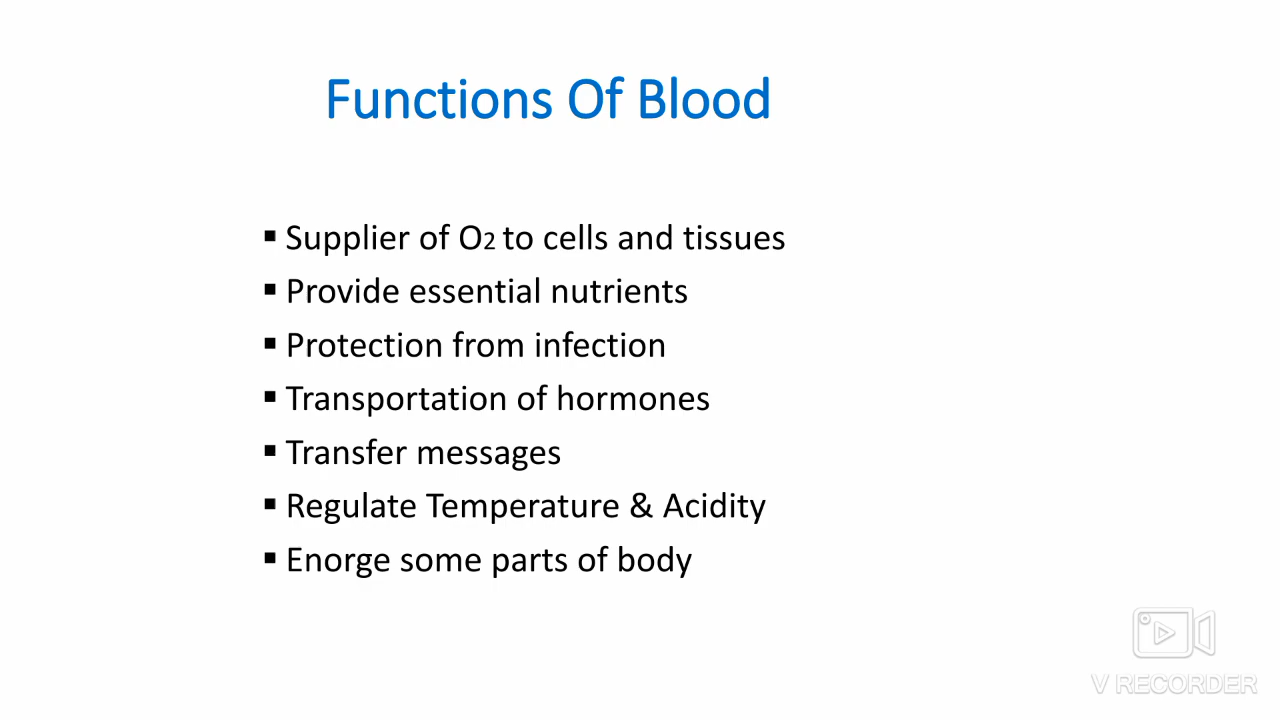 Functions Of Blood
▪ Supplier of O2 to cells and tissues
▪ Provide essential nutrients
▪ Protection from infection
▪ Transportation of hormones
▪ Transfer messages
▪ Regulate Temperature & Acidity
▪ Enorge some parts of body
V RECORDER